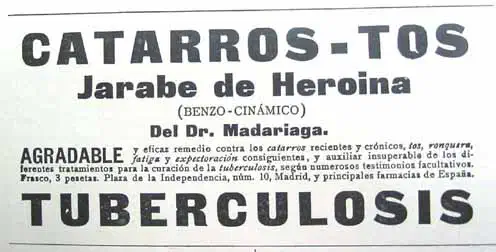 CATARROS-TOS
Jarabe de Heroina
(BENZO-CINÁMICO)
Del Dr. Madariaga.
AGRADABLE y eficas remedio contra los catarros recientes y crónicos, tos, ronquera,
fatiga y expectoración consiguientes, y auxiliar insuperable de los di-
ferentes tratamientos para la curación de la tuberculosis, según numerosos testimonios facultativos.
Frasco, 3 pesetas. Plaza de la Independencia, núm. 10, Madrid, y principales farmacias de España.
TUBERCULOSIS